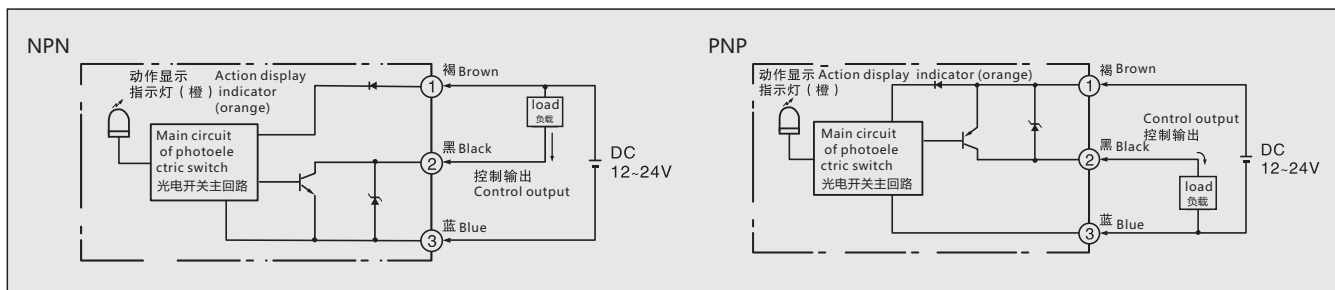 NPN
动作显示 Action display
指示灯（橙） indicator
(orange)
Main circuit
of photoele
ctric switch
光电开关主回路
1
褐 Brown
load
负载
2
黑 Black
控制输出
Control output
DC
12~24V
3
蓝 Blue
PNP
动作显示 Action display indicator (orange)
指示灯（橙）
Main circuit
of photoele
ctric switch
光电开关主回路
1
褐 Brown
Control output
控制输出
2
黑 Black
load
负载
DC
12~24V
3
蓝 Blue